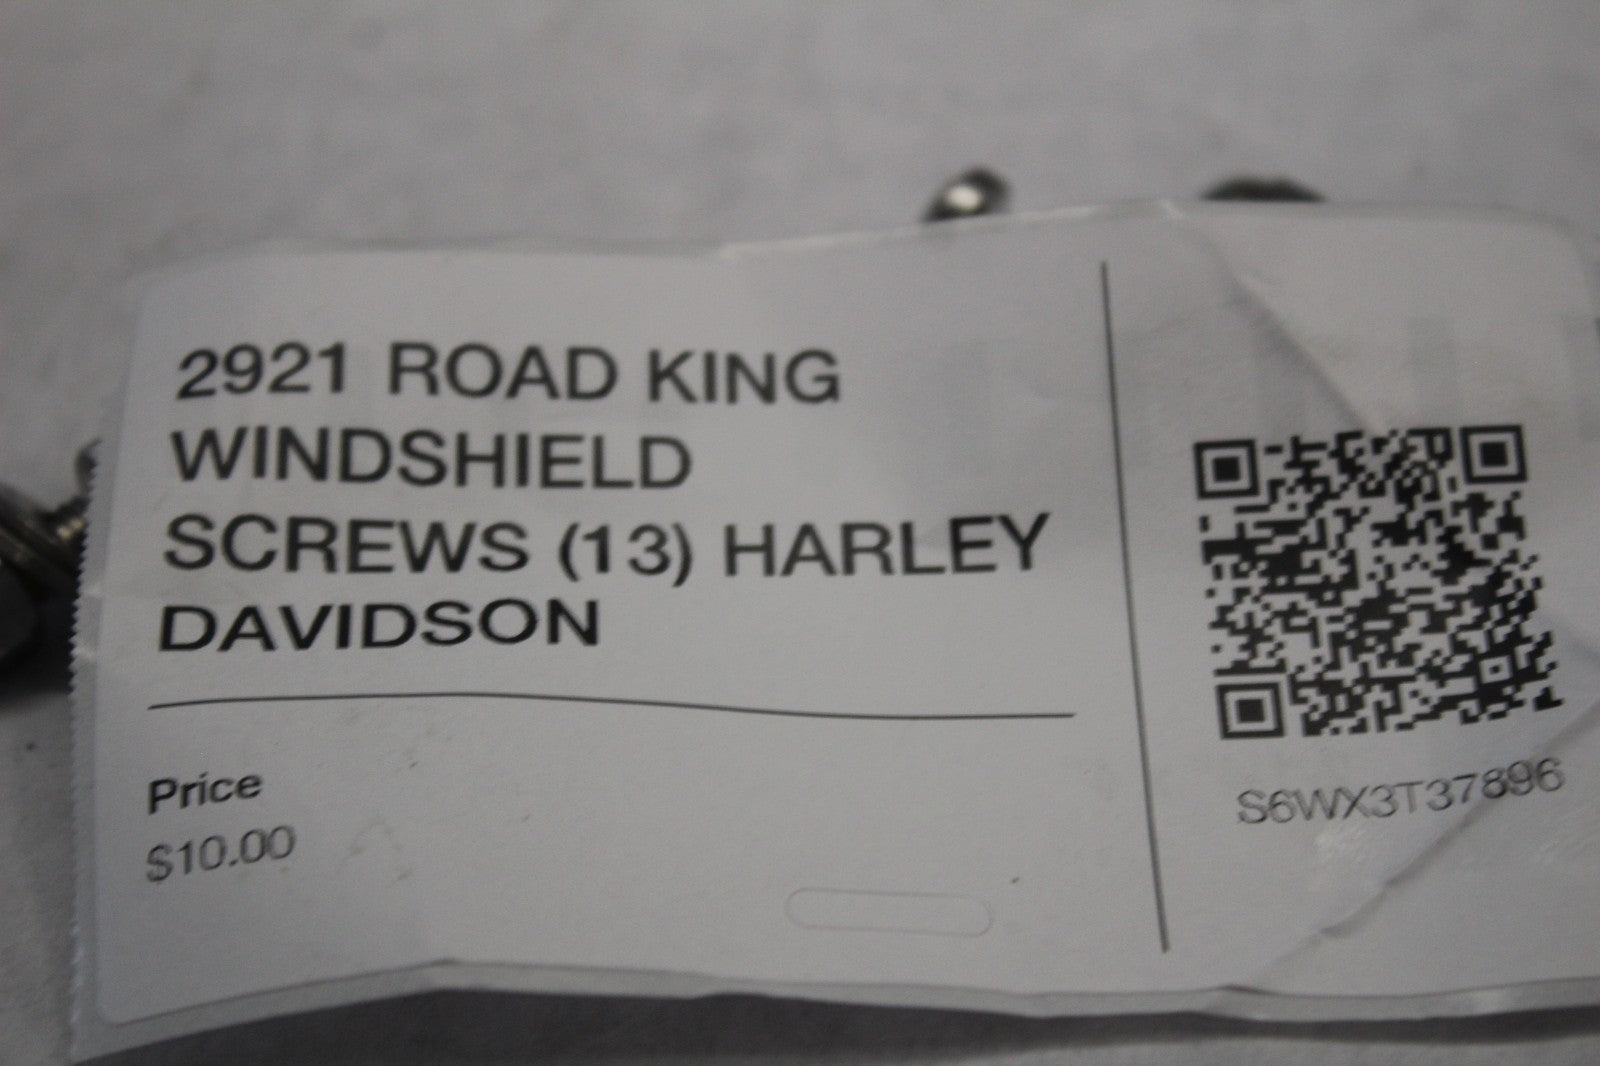 2921 ROAD KING
WINDSHIELD
SCREWS (13) HARLEY
DAVIDSON
Price
$10.00
S6WX3T37896